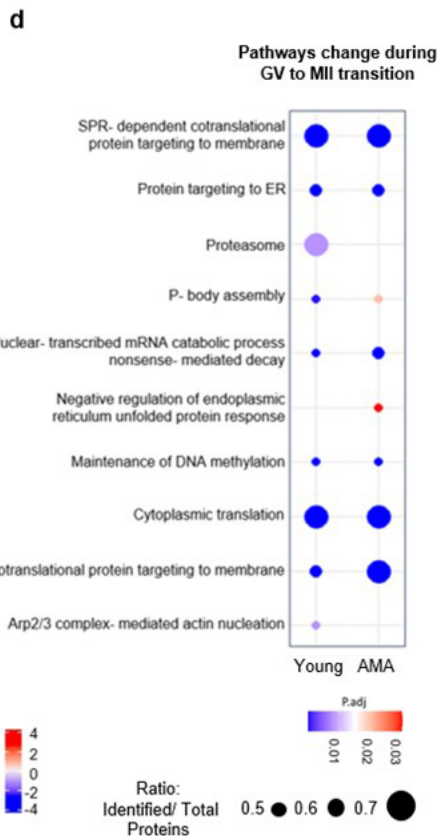 d
Pathways change during
GV to MII transition
SPR- dependent cotranslational
protein targeting to membrane
Protein targeting to ER
Proteasome
P- body assembly
uclear- transcribed mRNA catabolic process
nonsense- mediated decay
Negative regulation of endoplasmic
reticulum unfolded protein response
Maintenance of DNA methylation
Cytoplasmic translation
otranslational protein targeting to membrane
Arp2/3 complex- mediated actin nucleation
Young AMA
4
2
0
-2
-4
P.adj
0.01 0.02 0.03
Ratio:
Identified/ Total
Proteins
0.5 0.6 0.7